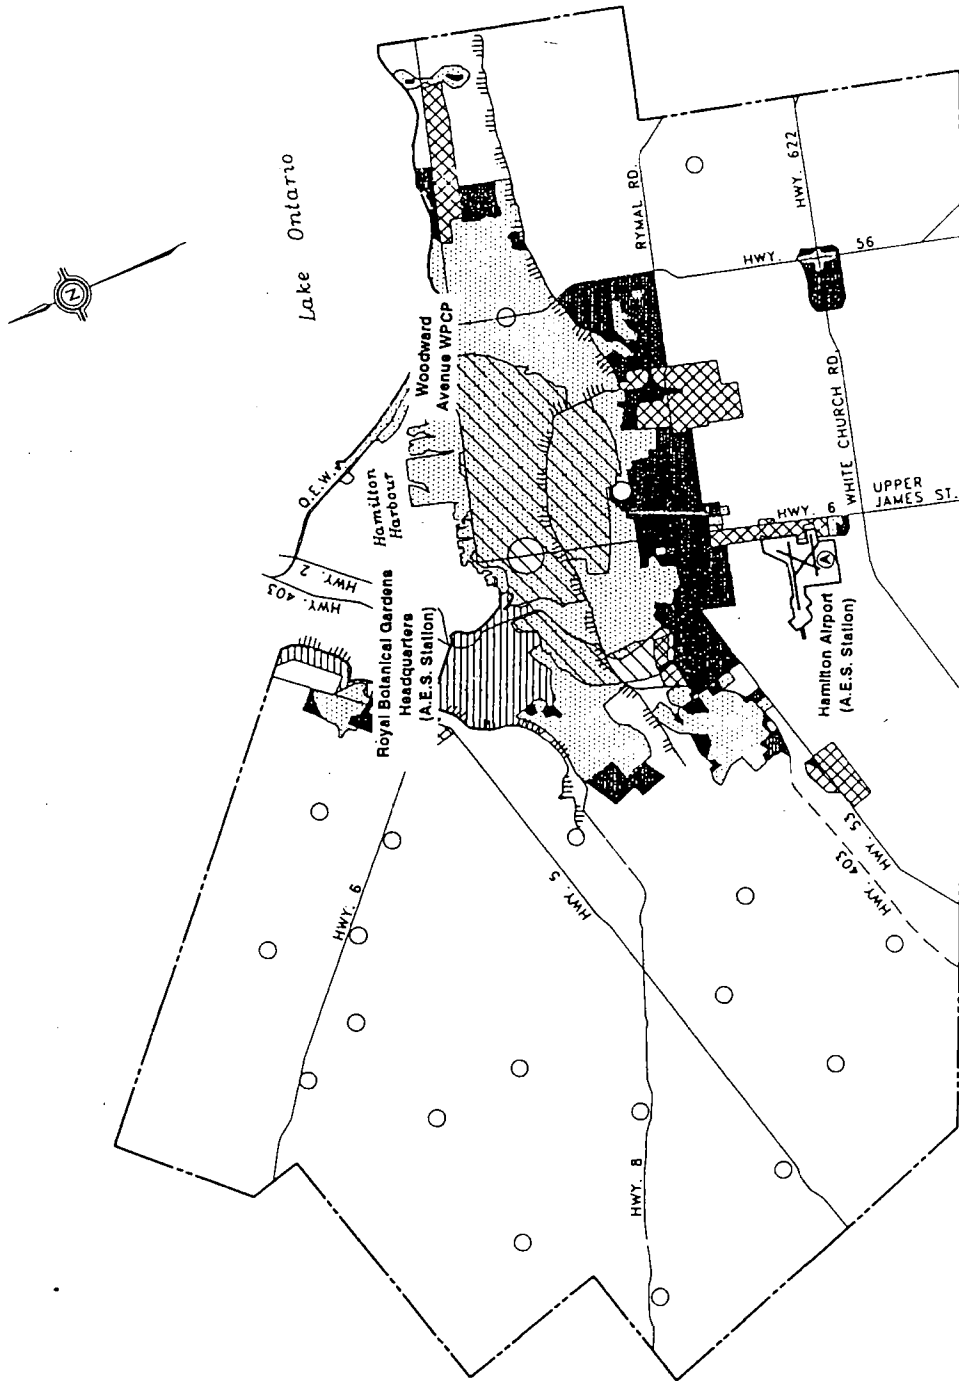 Lake Ontario
N
Woodward
Avenue WPCP
Q.E.W.
Hamilton
Harbour
HWY. 2
HWY. 403
Royal Botanical Gardens
Headquarters
(A.E.S. Station)
RYMAL RD.
HWY. 622
HWY. 56
WHITE CHURCH RD.
UPPER
JAMES ST.
HWY. 6
A
Hamilton Airport
(A.E.S. Station)
HWY. 53
HWY. 403
HWY. 6
HWY. 5
HWY. 8